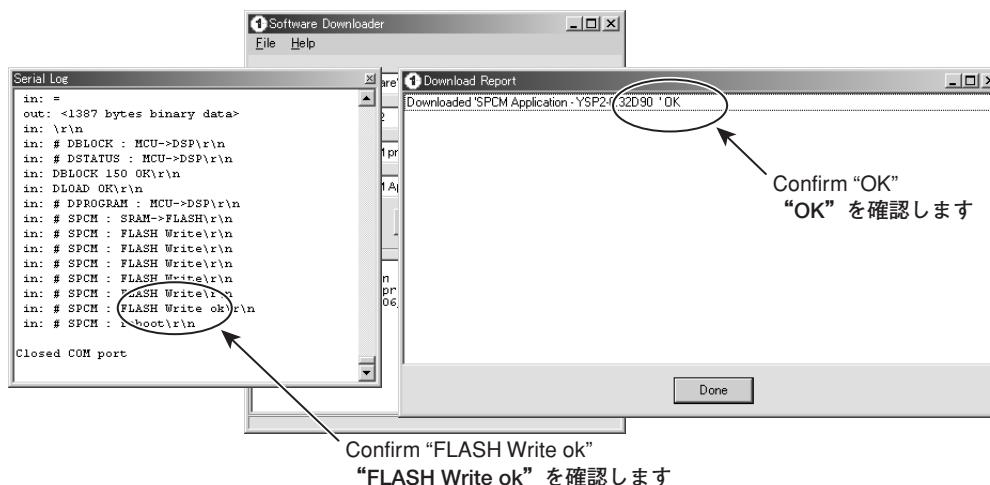 Software Downloader
File Help
Serial Log
in: =
out: <1387 bytes binary data>
in: \r\n
in: # DBLOCK : MCU->DSP\r\n
in: # DSTATUS : MCU->DSP\r\n
in: DBLOCK 150 OK\r\n
in: DLOAD OK\r\n
in: # DPROGRAM : MCU->DSP\r\n
in: # SPCM : SRAM->FLASH\r\n
in: # SPCM : FLASH Write\r\n
in: # SPCM : FLASH Write\r\n
in: # SPCM : FLASH Write\r\n
in: # SPCM : FLASH Write\r\n
in: # SPCM : FLASH Write\r\n
in: # SPCM : FLASH Write ok\r\n
in: # SPCM : reboot\r\n
Closed COM port
Download Report
Downloaded 'SPCM Application - 'OK
Done
Confirm “OK”
“OK”を確認します
Confirm “FLASH Write ok”
“FLASH Write ok”を確認します